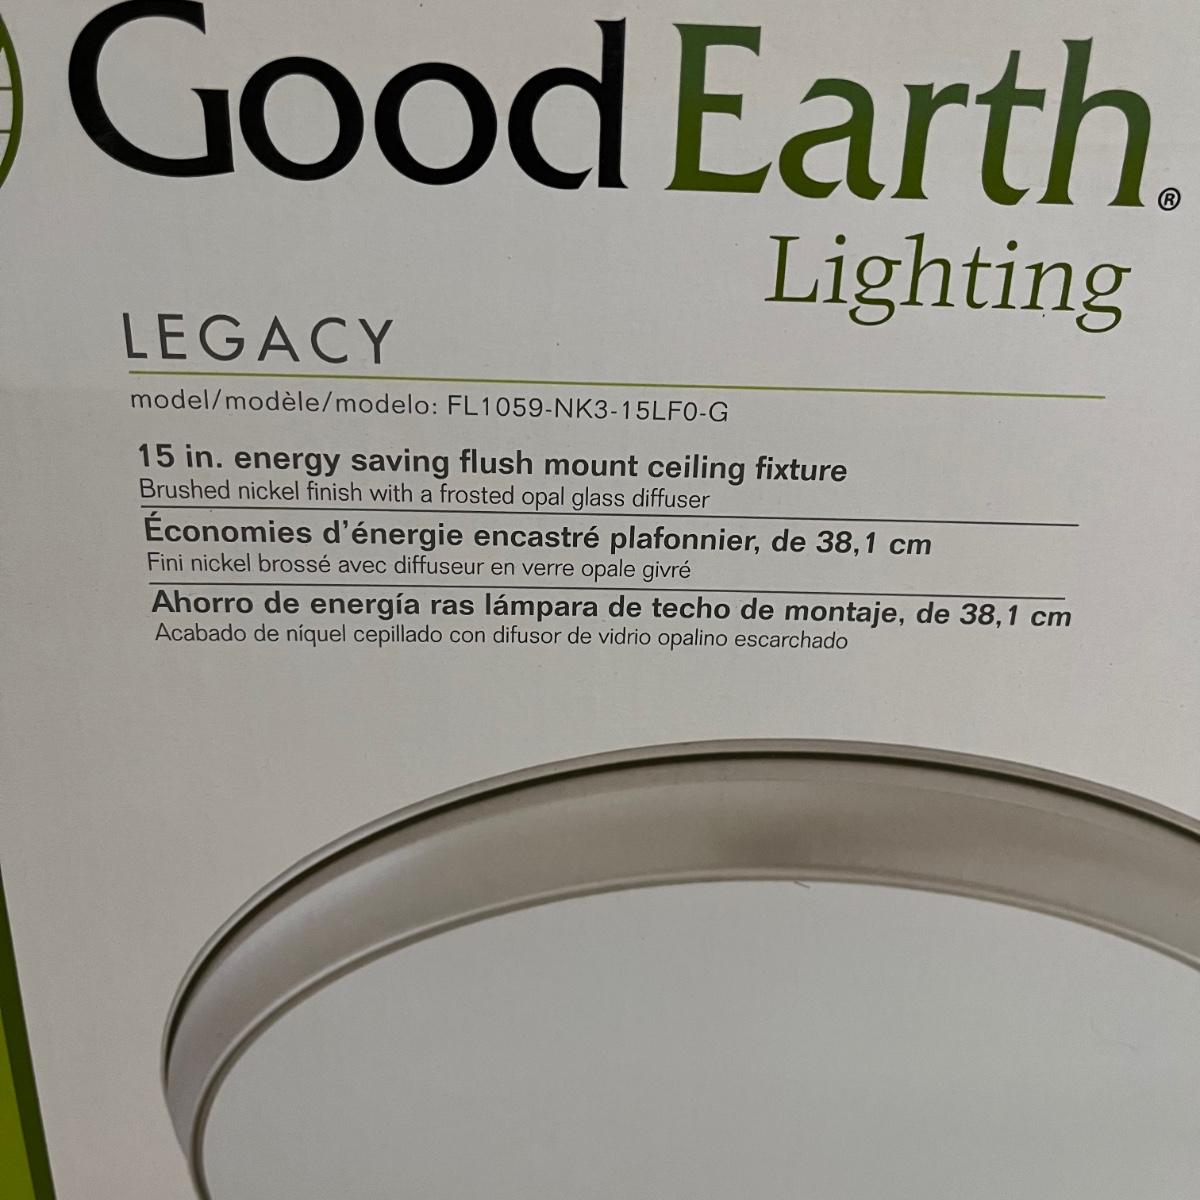 Good Earth®
Lighting
LEGACY
model/modèle/modelo: FL1059-NK3-15LF0-G
15 in. energy saving flush mount ceiling fixture
Brushed nickel finish with a frosted opal glass diffuser
Économies d'énergie encastré plafonnier, de 38,1 cm
Fini nickel brossé avec diffuseur en verre opale givré
Ahorro de energía ras lámpara de techo de montaje, de 38,1 cm
Acabado de níquel cepillado con difusor de vidrio opalino escarchado